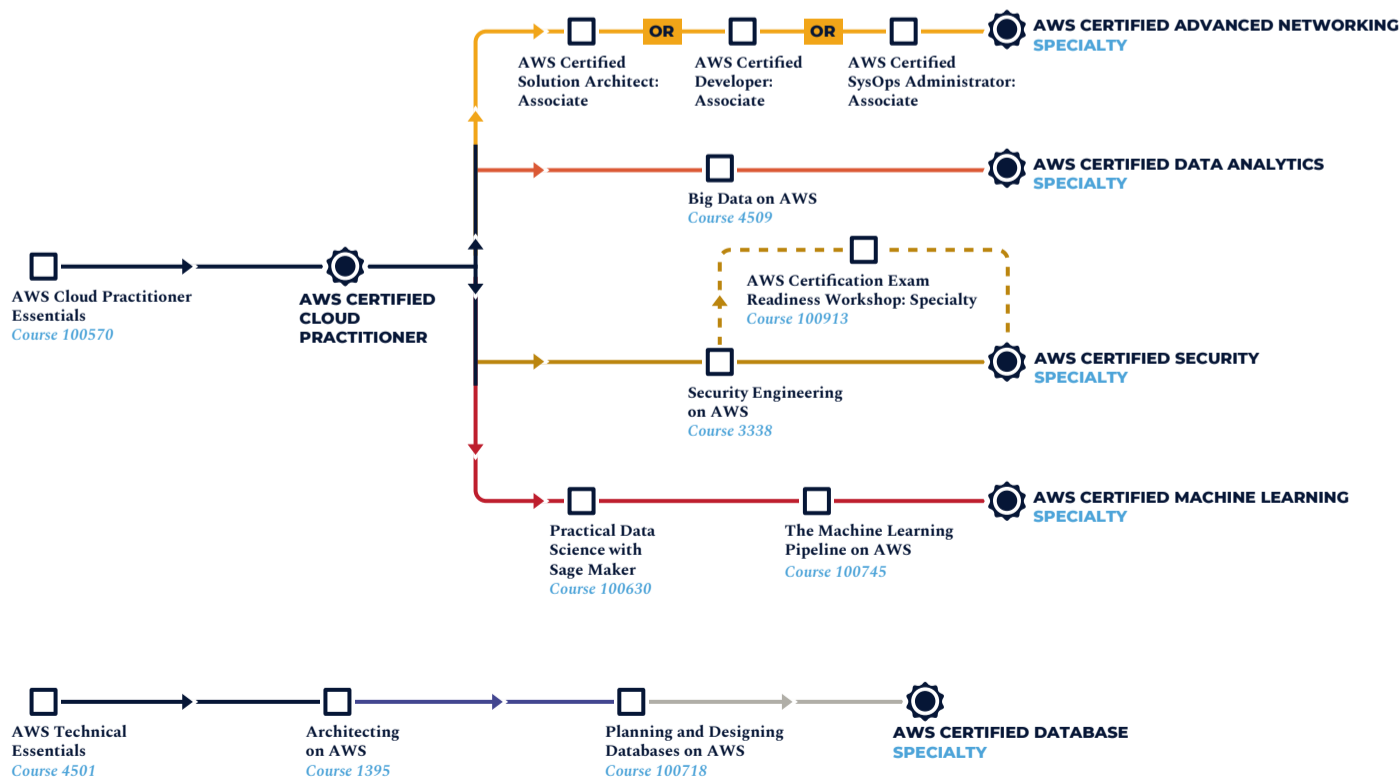 OR
OR
AWS CERTIFIED ADVANCED NETWORKING
SPECIALTY
AWS Certified
Solution Architect:
Associate
AWS Certified
Developer:
Associate
AWS Certified
SysOps Administrator:
Associate
AWS CERTIFIED DATA ANALYTICS
SPECIALTY
Big Data on AWS
Course 4509
AWS Cloud Practitioner
Essentials
Course 100570
AWS CERTIFIED
CLOUD
PRACTITIONER
AWS Certification Exam
Readiness Workshop: Specialty
Course 100913
AWS CERTIFIED SECURITY
SPECIALTY
Security Engineering
on AWS
Course 3338
AWS CERTIFIED MACHINE LEARNING
SPECIALTY
Practical Data
Science with
Sage Maker
Course 100630
The Machine Learning
Pipeline on AWS
Course 100745
AWS Technical
Essentials
Course 4501
Architecting
on AWS
Course 1395
Planning and Designing
Databases on AWS
Course 100718
AWS CERTIFIED DATABASE
SPECIALTY